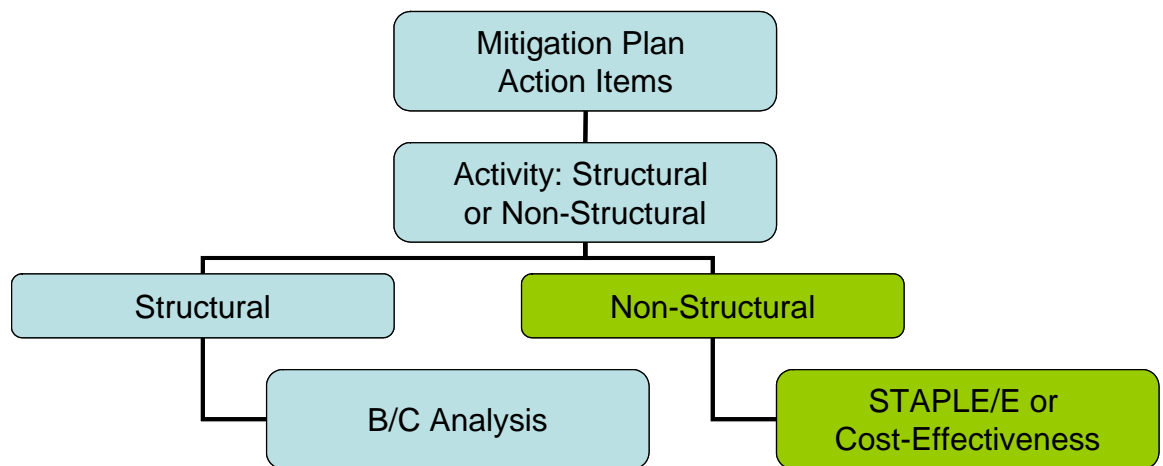 Mitigation Plan
Action Items
Activity: Structural
or Non-Structural
Structural
Non-Structural
B/C Analysis
STAPLE/E or
Cost-Effectiveness